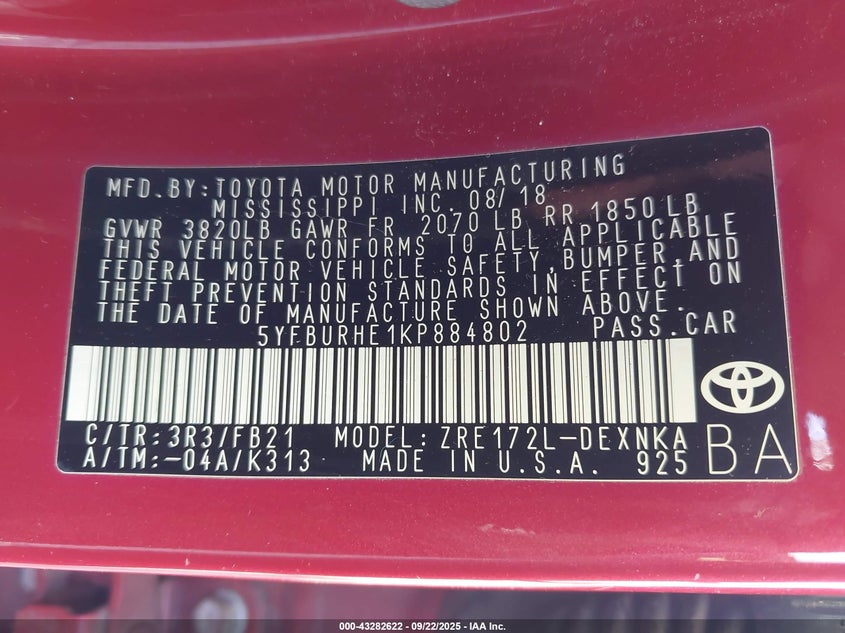 MFD.BY:TOYOTA MOTOR MANUFACTURING
MISSISSIPPI INC. 08/18
GVWR 3820LB GAWR FR 2070 LB RR 1850 LB
THIS VEHICLE CONFORMS TO ALL APPLICABLE
FEDERAL MOTOR VEHICLE SAFETY,BUMPER,AND
THEFT PREVENTION STANDARDS IN EFFECT ON
THE DATE OF MANUFACTURE SHOWN ABOVE.
5YFBURHE1KP884802 PASS.CAR
C/TR:3R3/FB21 MODEL: ZRE172L-DEXNKA
A/TM:-04A/K313 MADE IN U.S.A. 925 BA
000-43282622 - 09/22/2025 - IAA Inc.